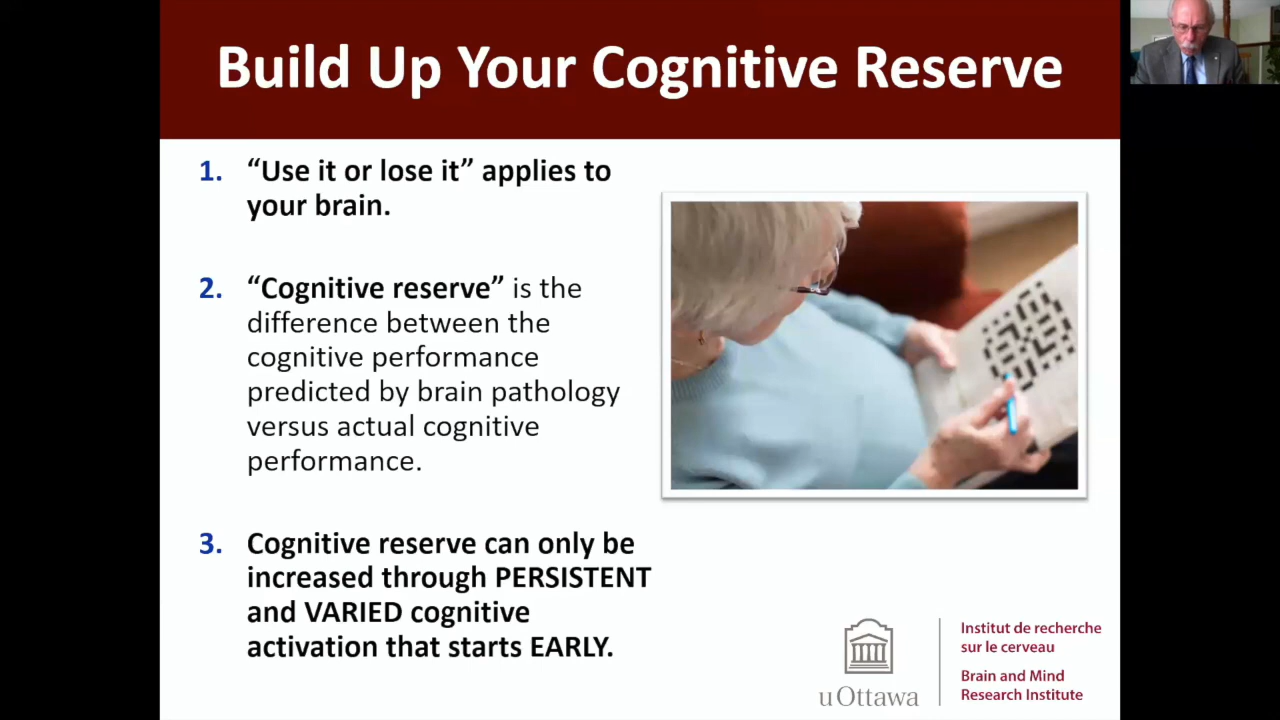 Build Up Your Cognitive Reserve
1. “Use it or lose it” applies to
your brain.
2. “Cognitive reserve” is the
difference between the
cognitive performance
predicted by brain pathology
versus actual cognitive
performance.
3. Cognitive reserve can only be
increased through PERSISTENT
and VARIED cognitive
activation that starts EARLY.
uOttawa
Institut de recherche
sur le cerveau
Brain and Mind
Research Institute